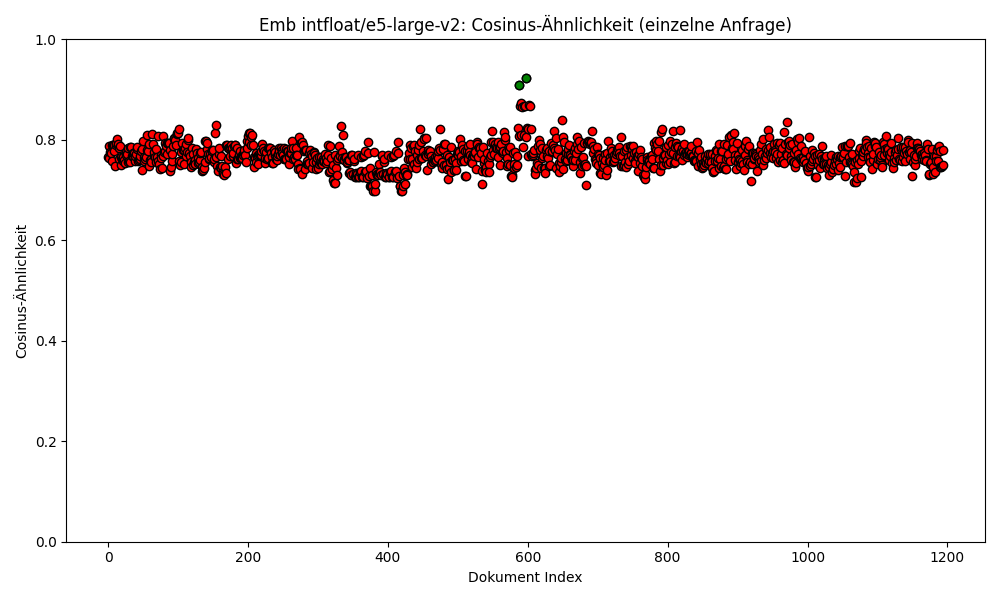 Emb intfloat/e5-large-v2: Cosinus-Ähnlichkeit (einzelne Anfrage)
1.0
0.8
0.6
0.4
0.2
0.0
Cosinus-Ähnlichkeit
0 200 400 600 800 1000 1200
Dokument Index